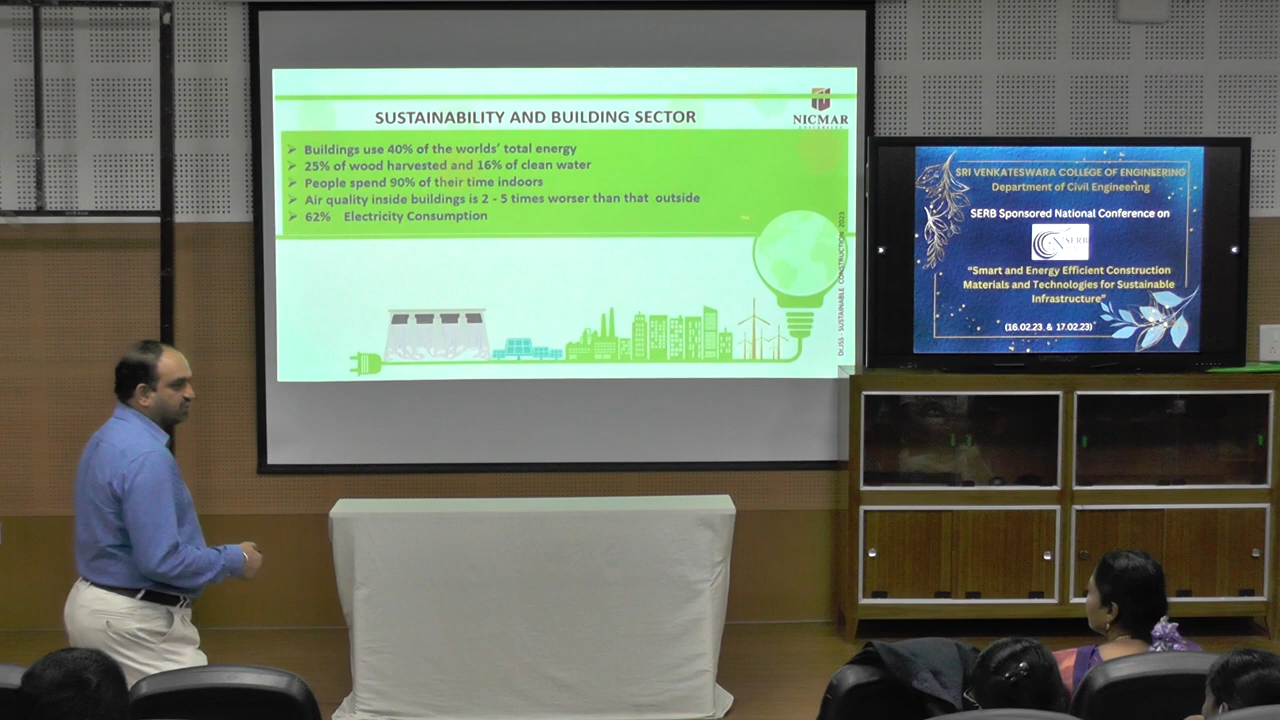 SUSTAINABILITY AND BUILDING SECTOR
NICMAR
UNIVERSITY
➢ Buildings use 40% of the worlds’ total energy
➢ 25% of wood harvested and 16% of clean water
➢ People spend 90% of their time indoors
➢ Air quality inside buildings is 2 - 5 times worser than that outside
➢ 62% Electricity Consumption
Dr.JSS - SUSTAINABLE CONSTRUCTION 2023
SRI VENKATESWARA COLLEGE OF ENGINEERING
Department of Civil Engineering
SERB Sponsored National Conference on
SERB
“Smart and Energy Efficient Construction
Materials and Technologies for Sustainable
Infrastructure”
(16.02.23 & 17.02.23)